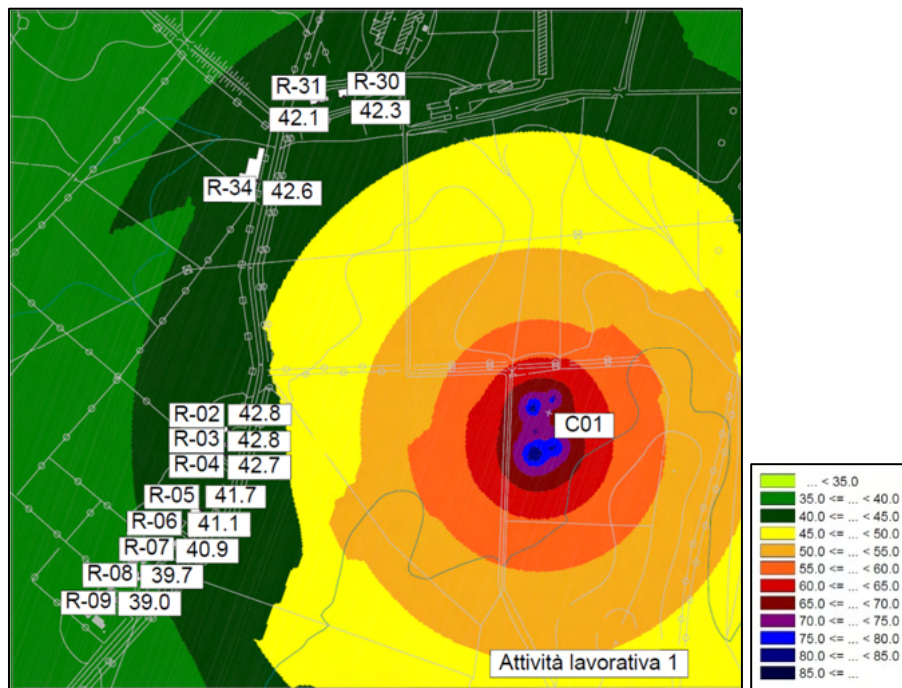 R-31 R-30
42.1 42.3
R-34 42.6
R-02 42.8
R-03 42.8
R-04 42.7
R-05 41.7
R-06 41.1
R-07 40.9
R-08 39.7
R-09 39.0
C01
Attività lavorativa 1
... < 35.0
35.0 <= ... < 40.0
40.0 <= ... < 45.0
45.0 <= ... < 50.0
50.0 <= ... < 55.0
55.0 <= ... < 60.0
60.0 <= ... < 65.0
65.0 <= ... < 70.0
70.0 <= ... < 75.0
75.0 <= ... < 80.0
80.0 <= ... < 85.0
85.0 <= ...